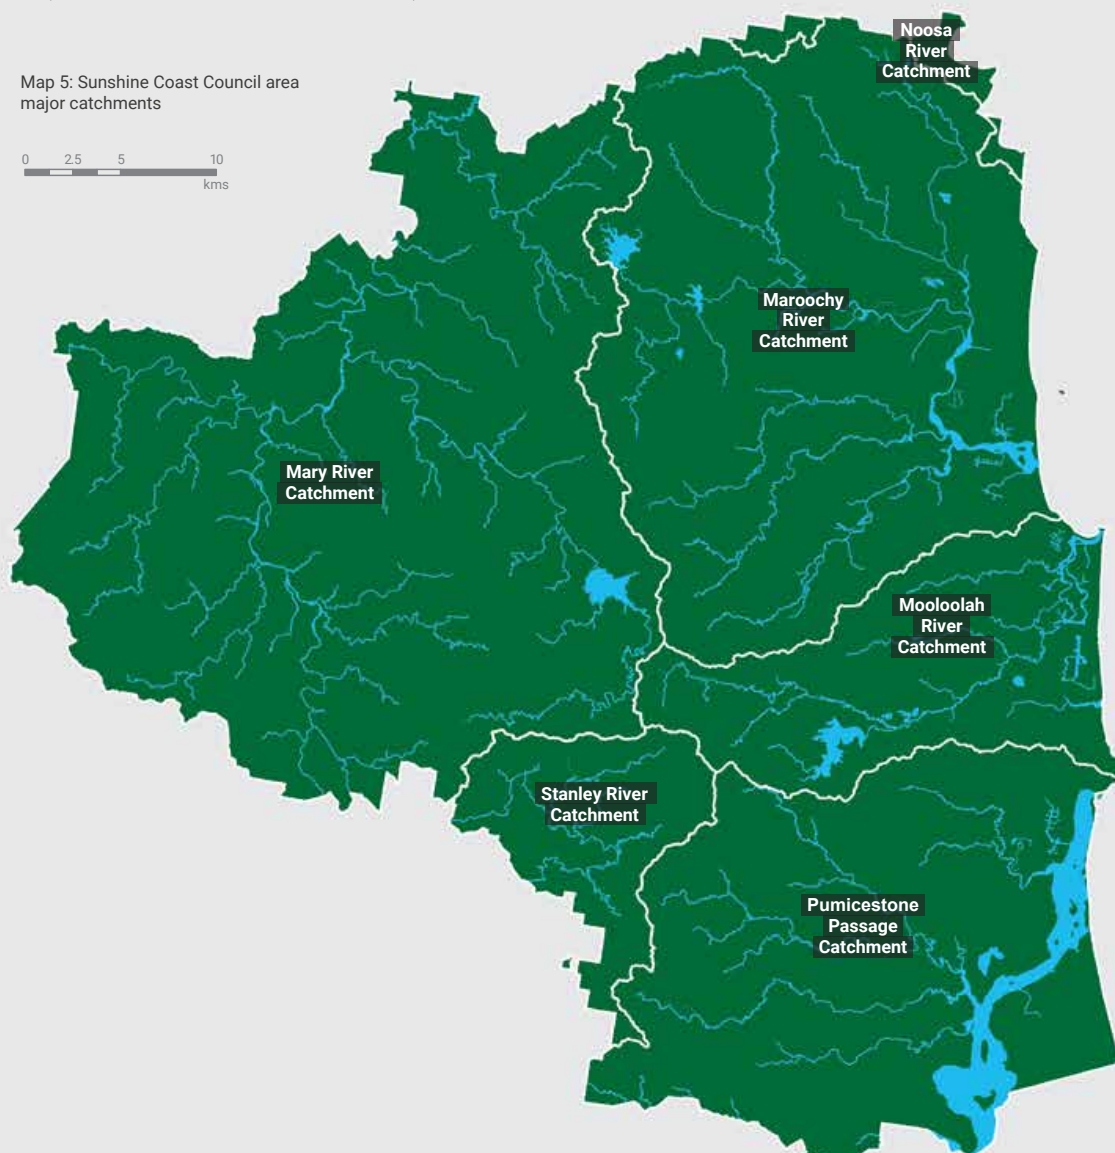 Map 5: Sunshine Coast Council area
major catchments
0 2.5 5 10
kms
Noosa
River
Catchment
Maroochy
River
Catchment
Mary River
Catchment
Mooloolah
River
Catchment
Stanley River
Catchment
Pumicestone
Passage
Catchment